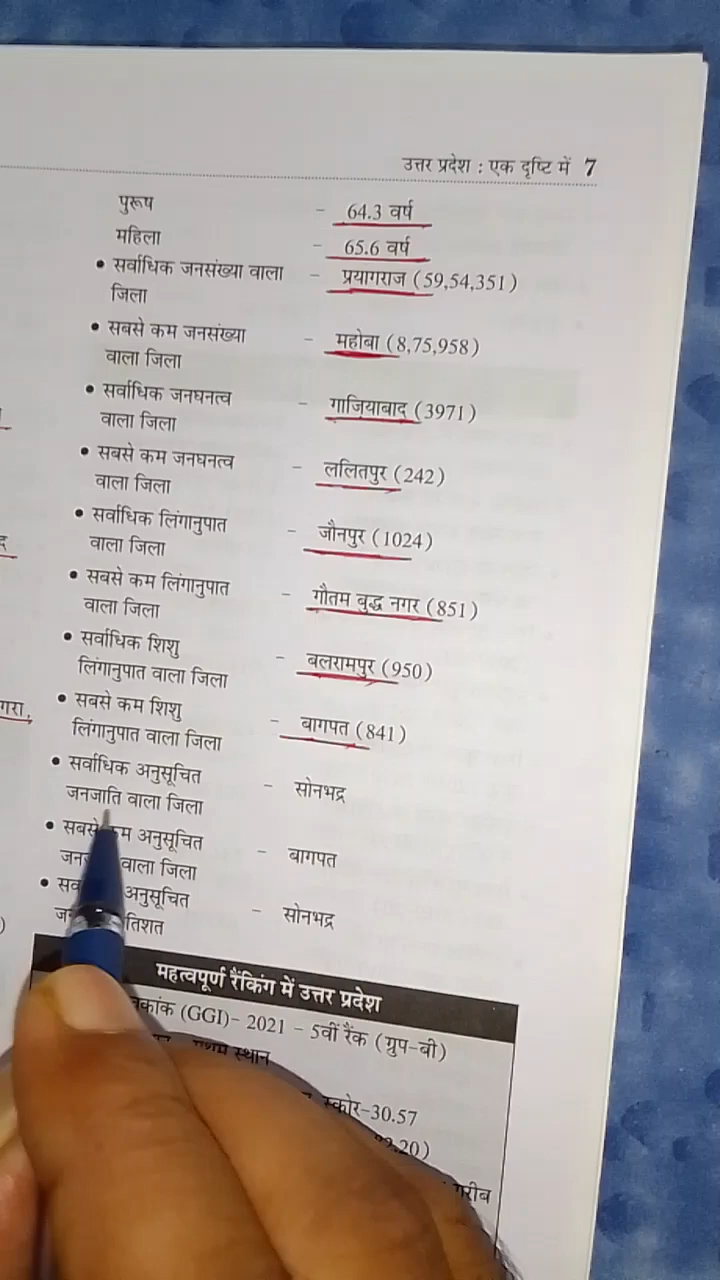 उत्तर प्रदेश : एक दृष्टि में 7
पुरूष - 64.3 वर्ष
महिला - 65.6 वर्ष
• सर्वाधिक जनसंख्या वाला - प्रयागराज (59,54,351)
जिला
• सबसे कम जनसंख्या - महोबा (8,75,958)
वाला जिला
• सर्वाधिक जनघनत्व - गाजियाबाद (3971)
वाला जिला
• सबसे कम जनघनत्व - ललितपुर (242)
वाला जिला
• सर्वाधिक लिंगानुपात - जौनपुर (1024)
वाला जिला
• सबसे कम लिंगानुपात - गौतम बुद्ध नगर (851)
वाला जिला
• सर्वाधिक शिशु - बलरामपुर (950)
लिंगानुपात वाला जिला
• सबसे कम शिशु - बागपत (841)
लिंगानुपात वाला जिला
• सर्वाधिक अनुसूचित - सोनभद्र
जनजाति वाला जिला
• सबसे कम अनुसूचित - बागपत
वाला जिला
• अनुसूचित - सोनभद्र
महत्वपूर्ण रैंकिंग में उत्तर प्रदेश
(GGI)- 2021 - 5वीं रैंक (ग्रुप-बी)
स्थान
स्कोर-30.57